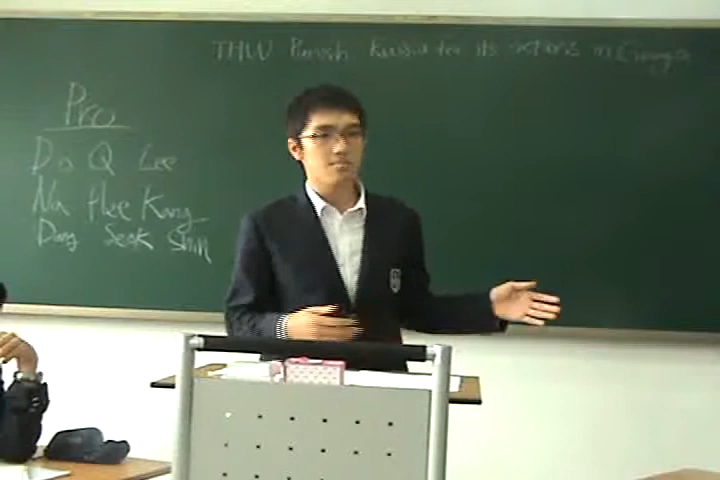 THW Punish Russia for its actions in Georgia
Pro
Da Q Lee
Na Hee Kang
Dong Seok Shin